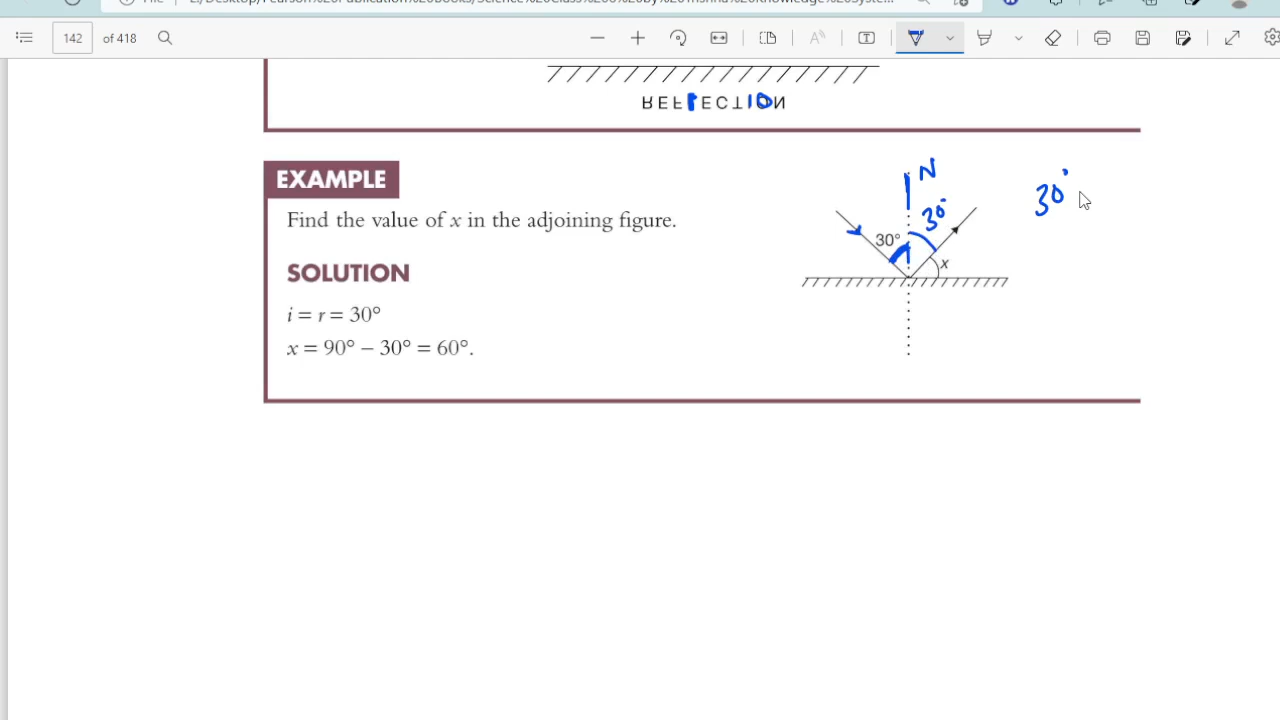 142 of 418
REFLECTION
EXAMPLE
Find the value of x in the adjoining figure.
SOLUTION
i = r = 30°
x = 90° − 30° = 60°.
N
30°
30°
x
30°